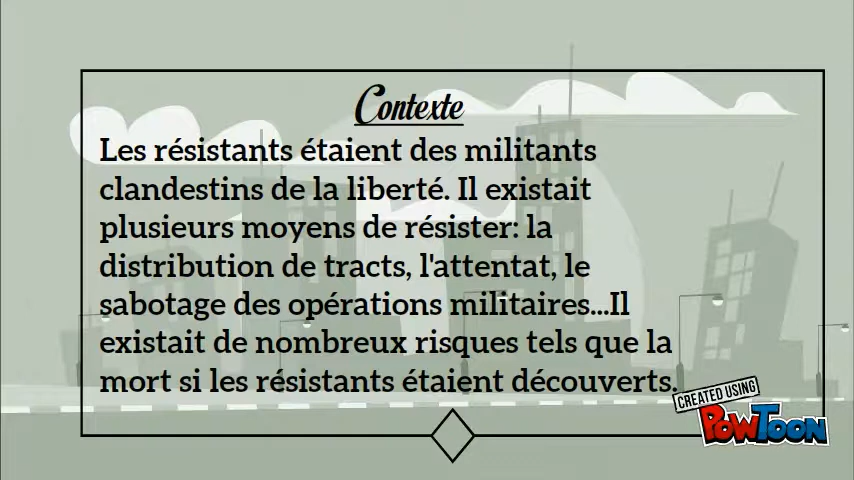 Contexte
Les résistants étaient des militants
clandestins de la liberté. Il existait
plusieurs moyens de résister: la
distribution de tracts, l'attentat, le
sabotage des opérations militaires...Il
existait de nombreux risques tels que la
mort si les résistants étaient découverts.
CREATED USING
POWTOON